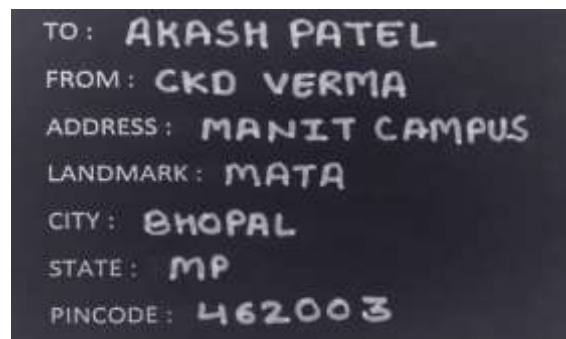 TO: AKASH PATEL
FROM: CKD VERMA
ADDRESS: MANIT CAMPUS
LANDMARK: MATA
CITY: BHOPAL
STATE: MP
PINCODE: 462003